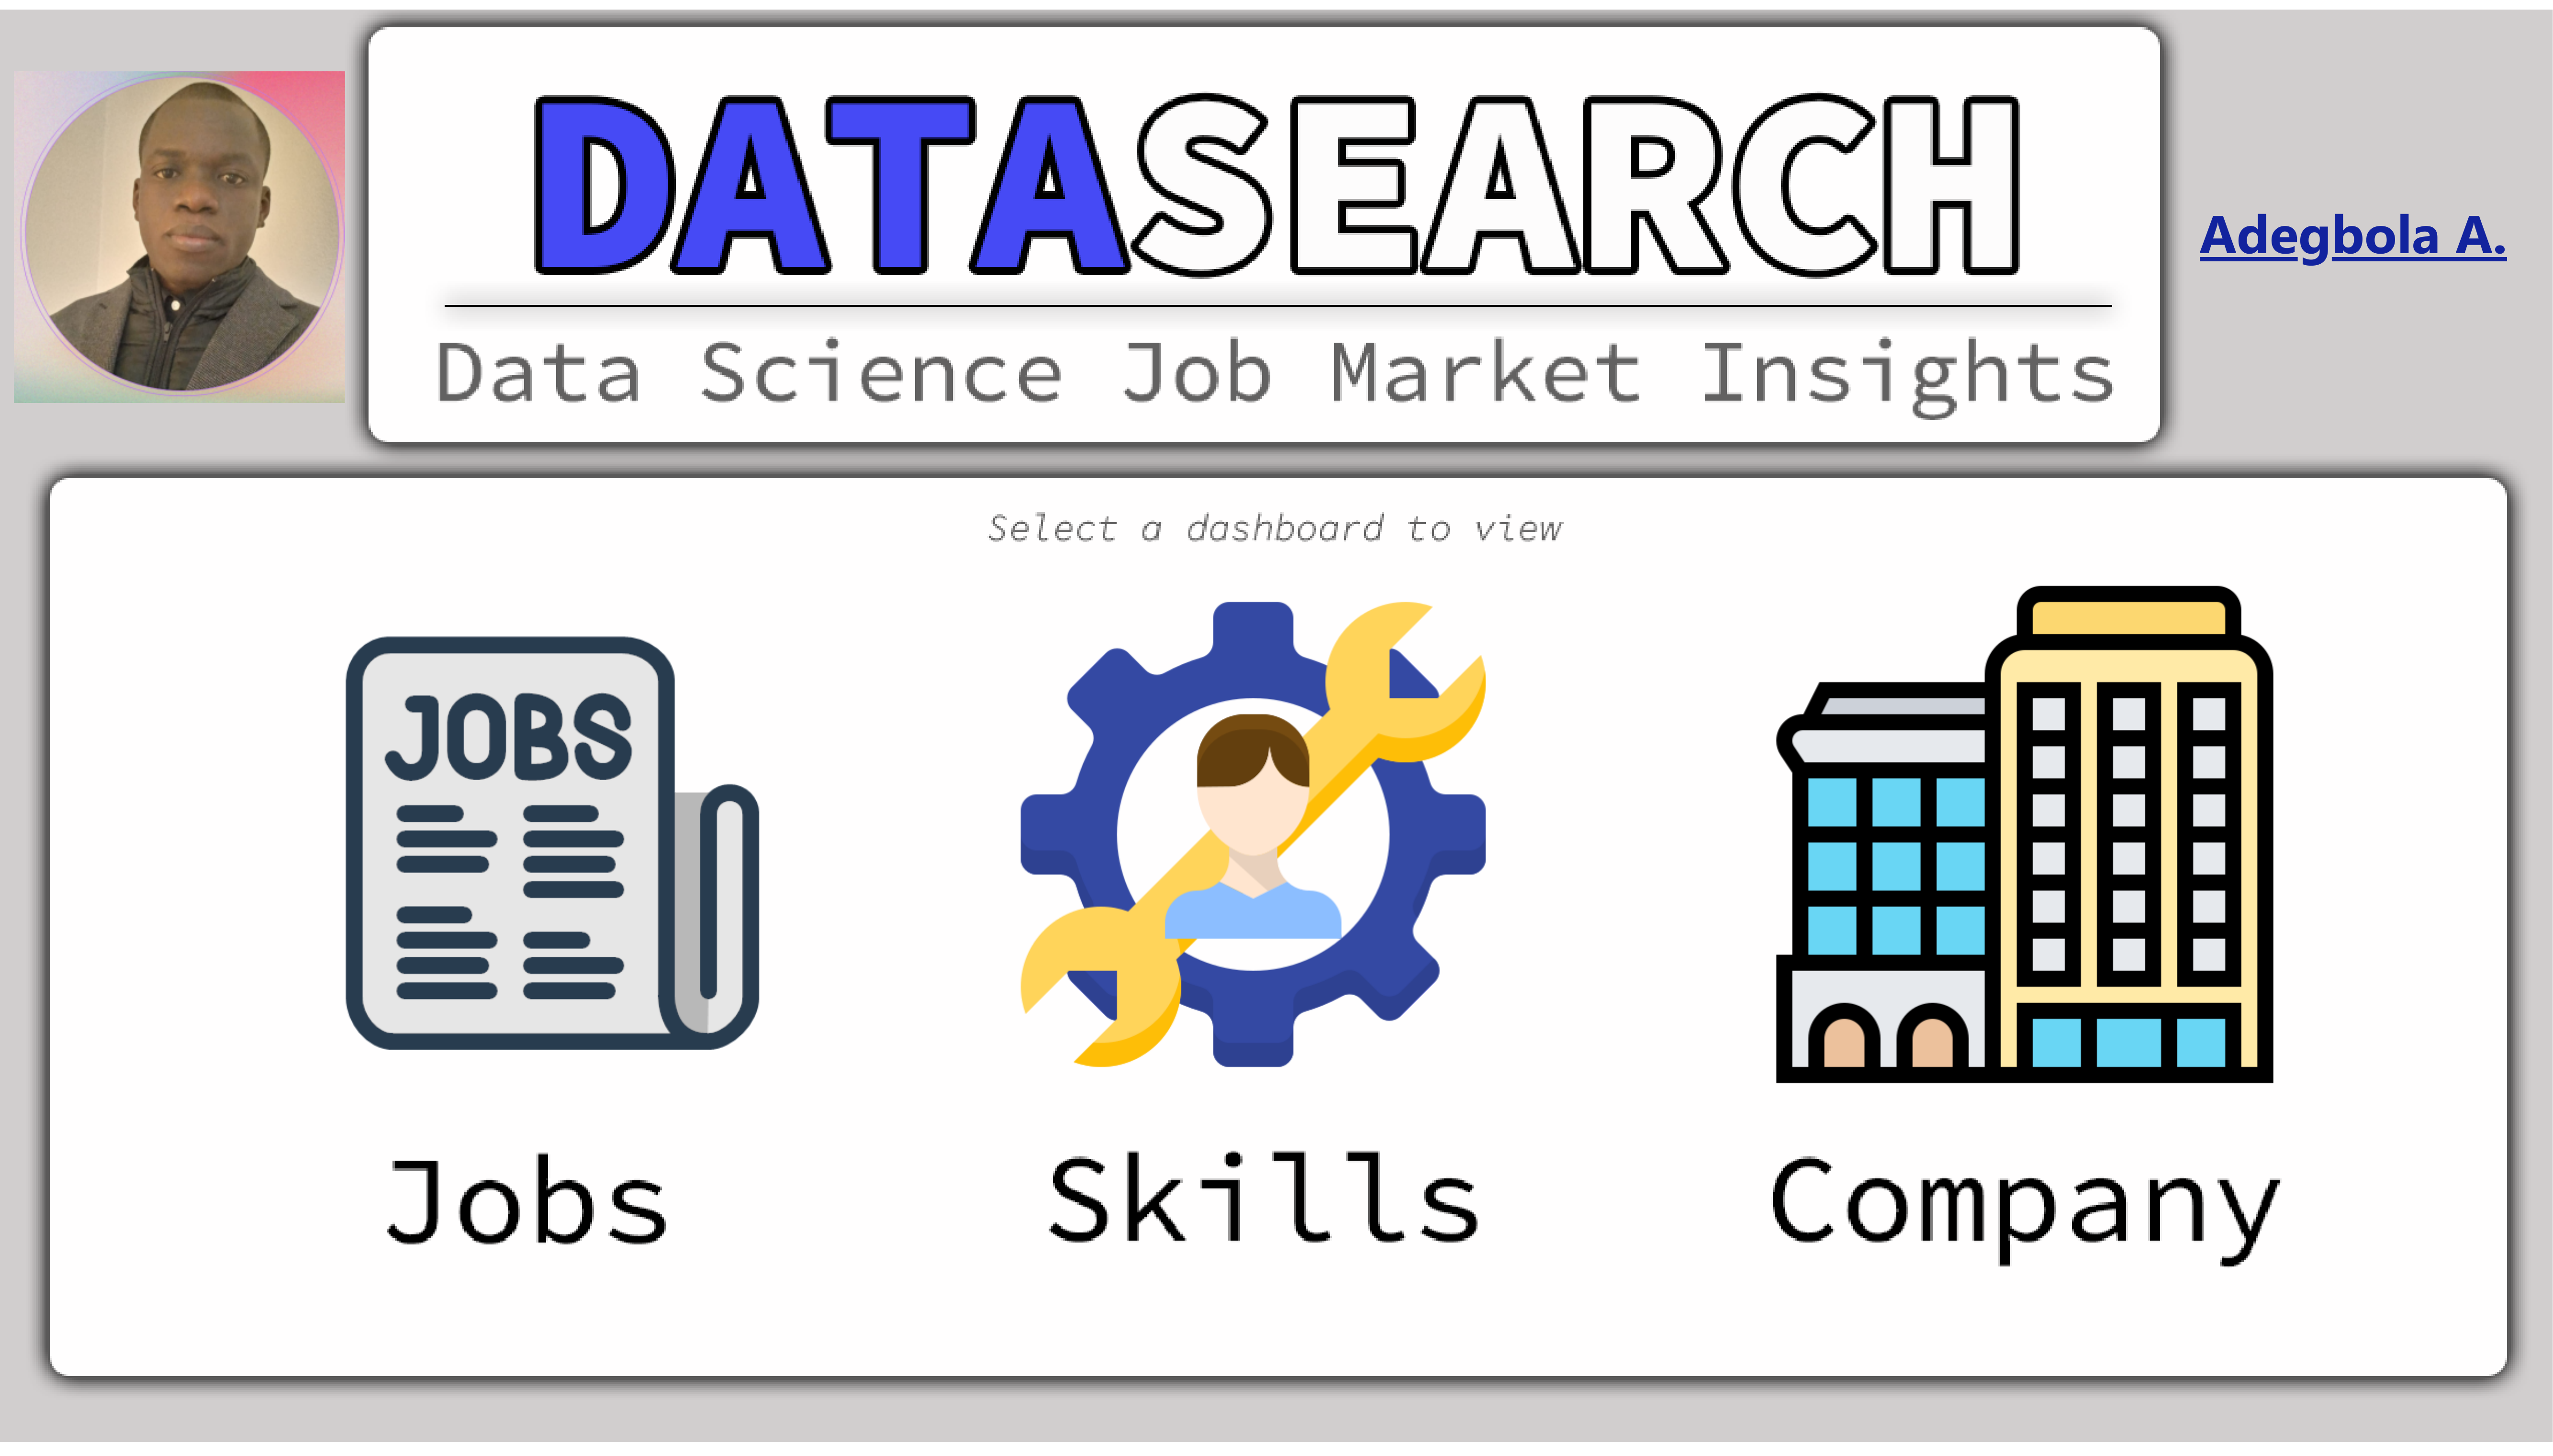 DATASEARCH
Data Science Job Market Insights
Adegbola A.
Select a dashboard to view
JOBS
Jobs
Skills
Company